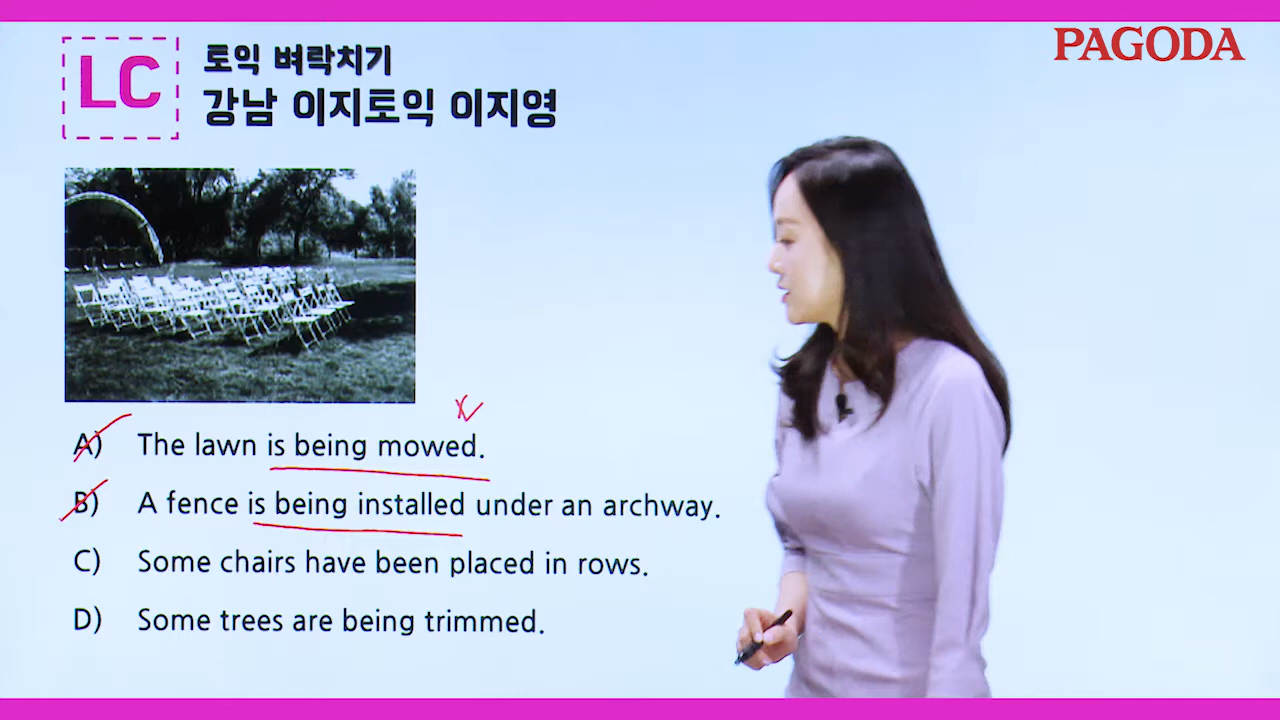 PAGODA
LC
토익 벼락치기
강남 이지토익 이지영
A) The lawn is being mowed.
B) A fence is being installed under an archway.
C) Some chairs have been placed in rows.
D) Some trees are being trimmed.